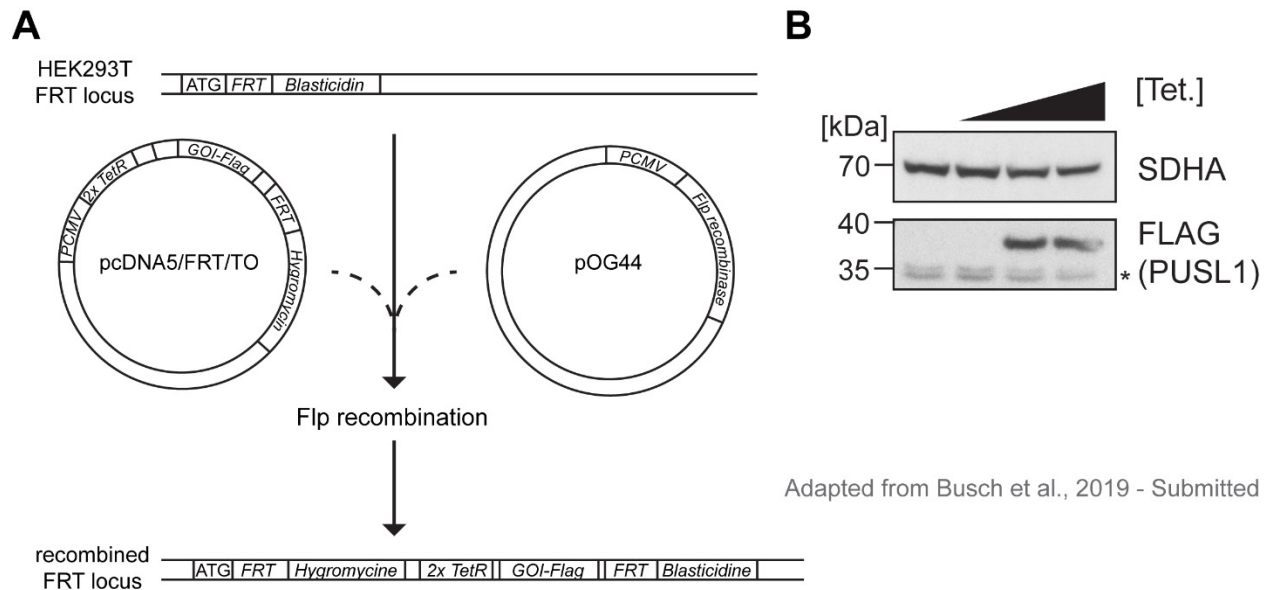 A
HEK293T
FRT locus
ATG FRT Blasticidin
PCMV 2x TetR GOI-Flag FRT Hygromycin
pcDNA5/FRT/TO
PCMV Flp recombinase
pOG44
Flp recombination
recombined
FRT locus
ATG FRT Hygromycine 2x TetR GOI-Flag FRT Blasticidine
B
[Tet.]
[kDa]
70 SDHA
40 FLAG
35 * (PUSL1)
Adapted from Busch et al., 2019 - Submitted